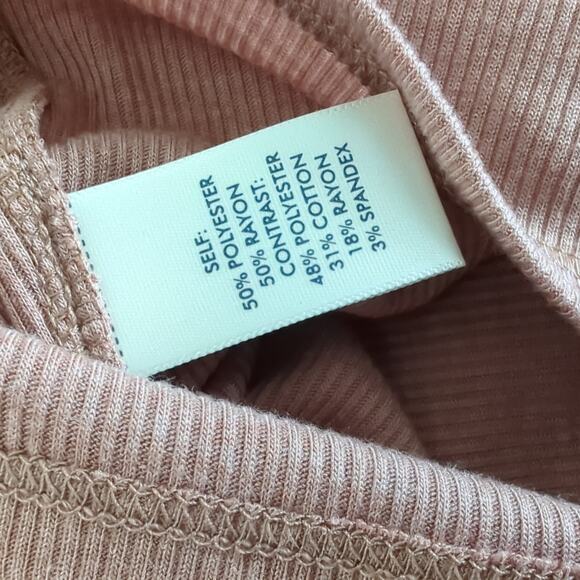 SELF:
50% POLYESTER
50% RAYON
CONTRAST:
POLYESTER
48% COTTON
31% RAYON
18% SPANDEX
3%